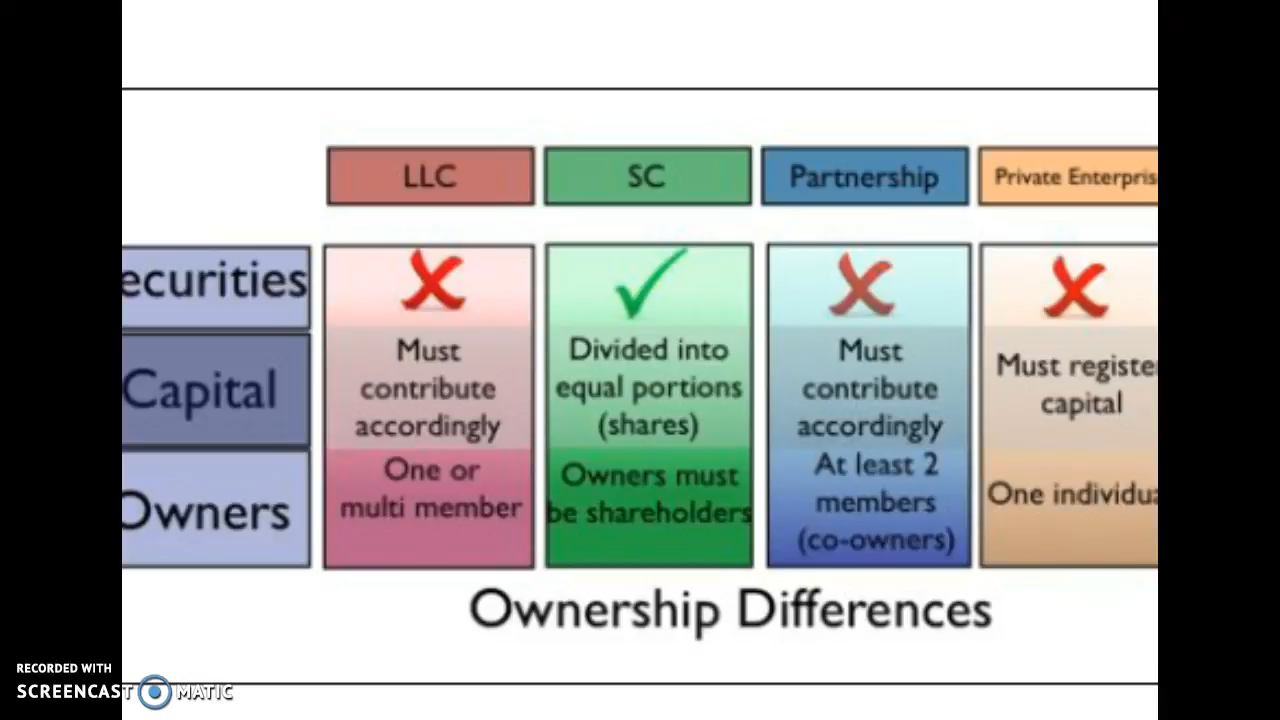 LLC
SC
Partnership
Private Enterpris
ecurities
Must
contribute
accordingly
Divided into
equal portions
(shares)
Must
contribute
accordingly
Must register
capital
Capital
One or
multi member
Owners must
be shareholders
At least 2
members
(co-owners)
One individua
Owners
Ownership Differences
RECORDED WITH
SCREENCAST MATIC